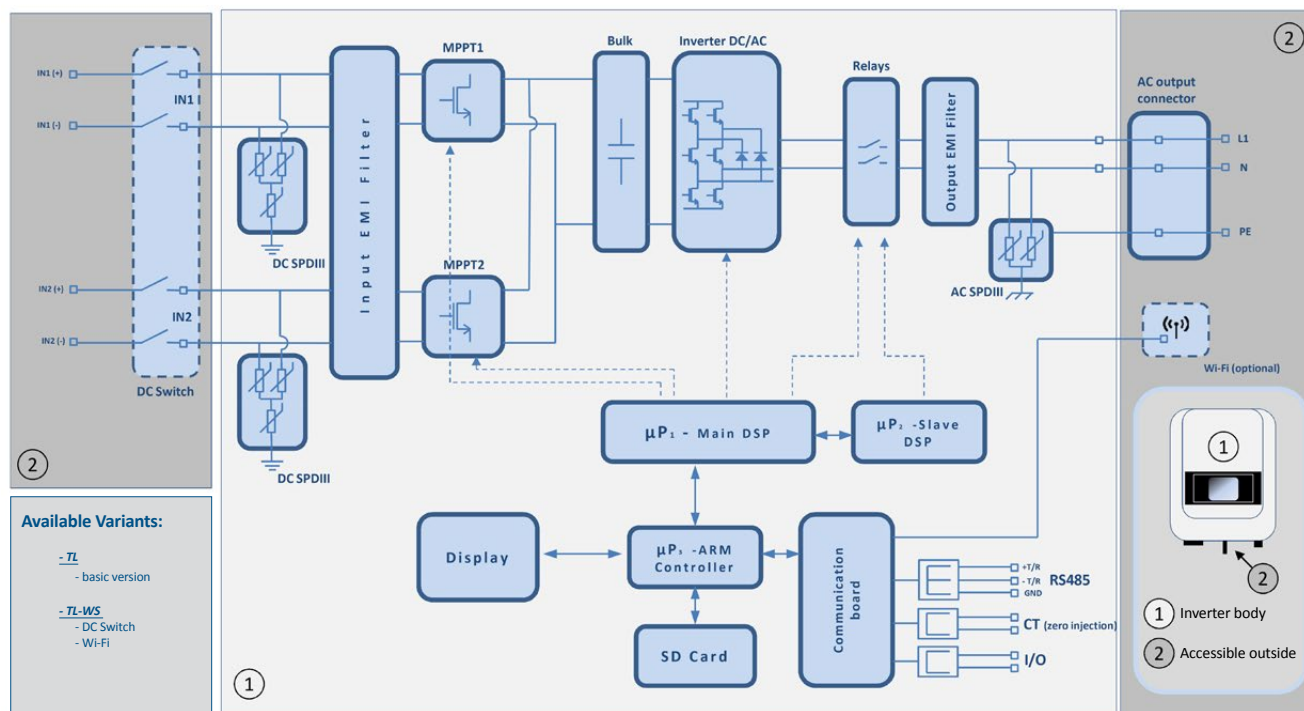 2
IN1 (+)
IN1 (-)
IN1
IN2 (+)
IN2 (-)
IN2
DC Switch
2
DC SPDIII
DC SPDIII
Input EMI Filter
MPPT1
MPPT2
Bulk
Inverter DC/AC
Relays
Output EMI Filter
AC SPDIII
2
AC output
connector
L1
N
PE
Wi-Fi (optional)
µP₁ - Main DSP
µP₂ -Slave
DSP
Display
µP₃ -ARM
Controller
SD Card
Communication
board
+T/R
- T/R
GND
RS485
CT (zero injection)
I/O
1
Available Variants:
- TL
- basic version
- TL-WS
- DC Switch
- Wi-Fi
1
2
1 Inverter body
2 Accessible outside